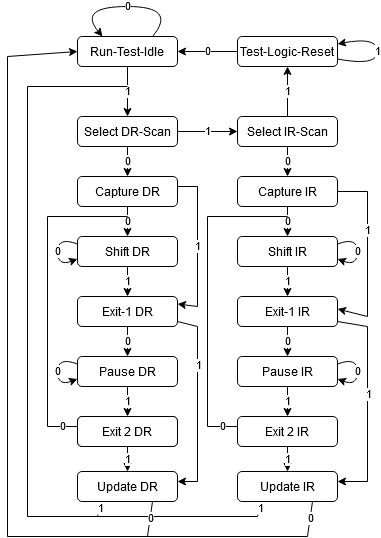 0
Run-Test-Idle
0
Test-Logic-Reset
1
1
1
Select DR-Scan
1
Select IR-Scan
0
0
Capture DR
Capture IR
0
0
1
1
0
Shift DR
Shift IR
0
1
1
Exit-1 DR
Exit-1 IR
0
0
1
1
0
Pause DR
Pause IR
0
1
1
0
Exit 2 DR
0
Exit 2 IR
1
1
Update DR
Update IR
1
0
1
0